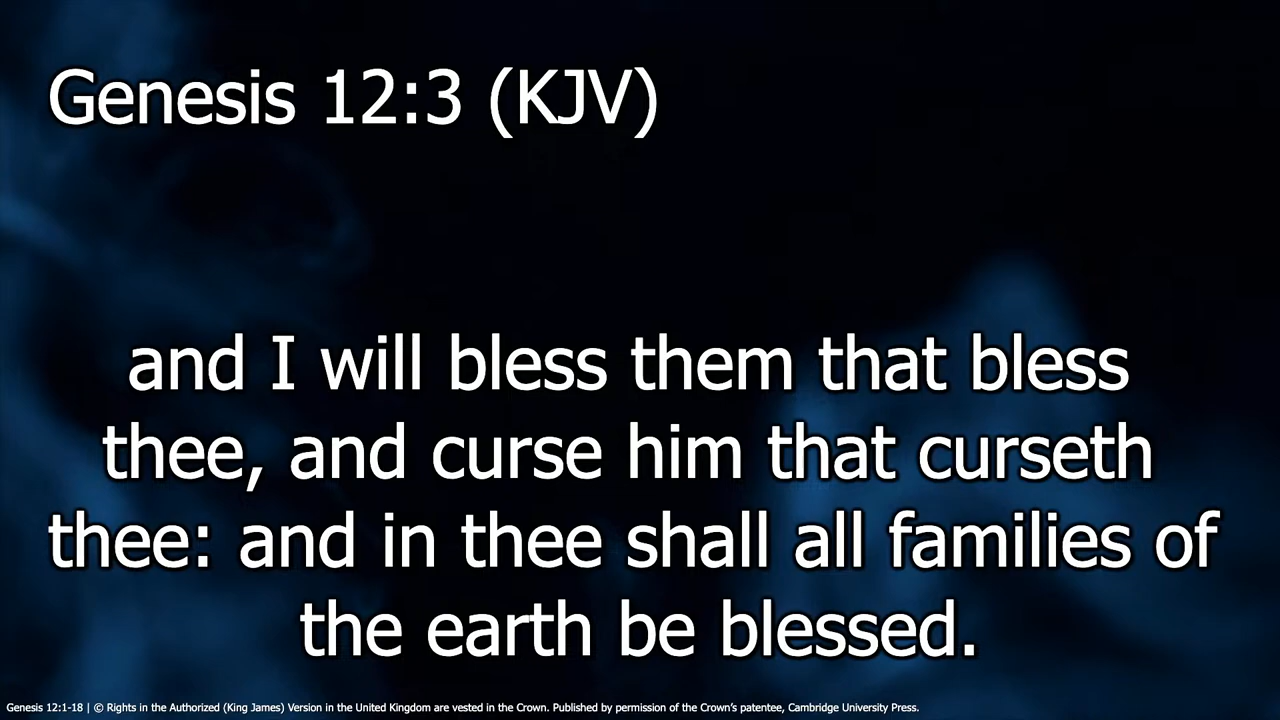 Genesis 12:3 (KJV)
and I will bless them that bless
thee, and curse him that curseth
thee: and in thee shall all families of
the earth be blessed.
Genesis 12:1-18 | © Rights in the Authorized (King James) Version in the United Kingdom are vested in the Crown. Published by permission of the Crown’s patentee, Cambridge University Press.